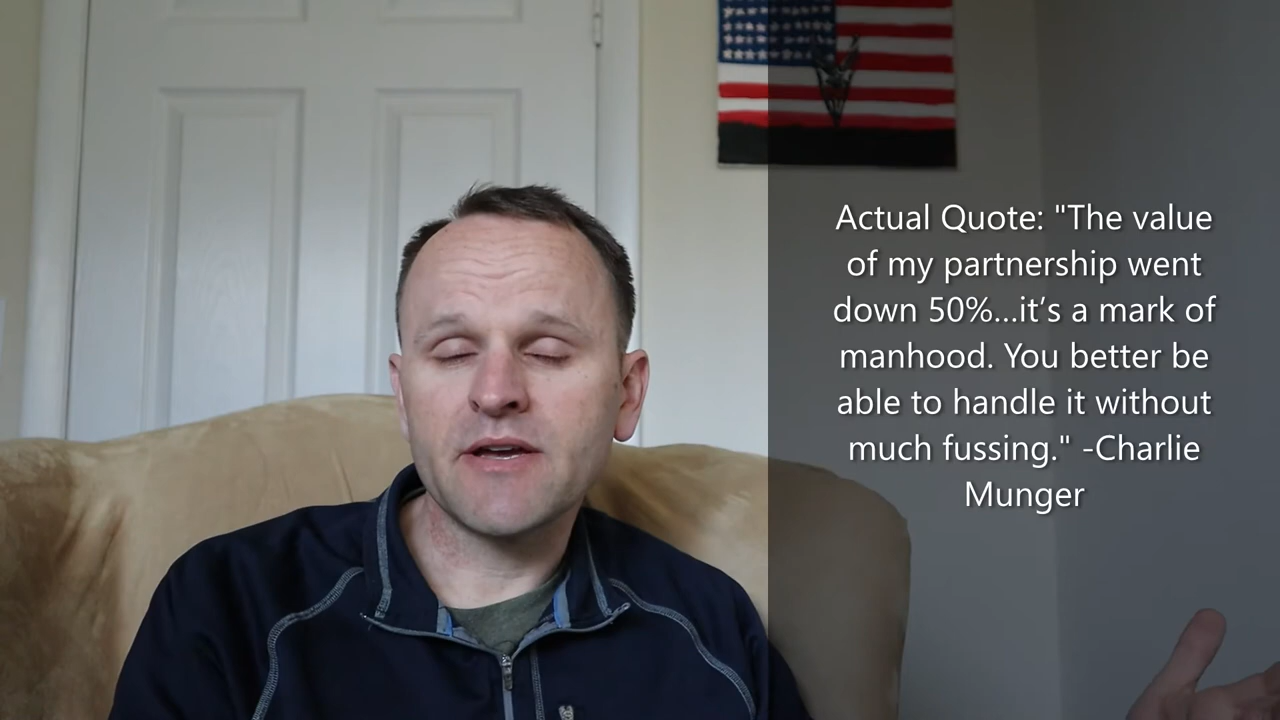 Actual Quote: "The value
of my partnership went
down 50%...it’s a mark of
manhood. You better be
able to handle it without
much fussing." -Charlie
Munger